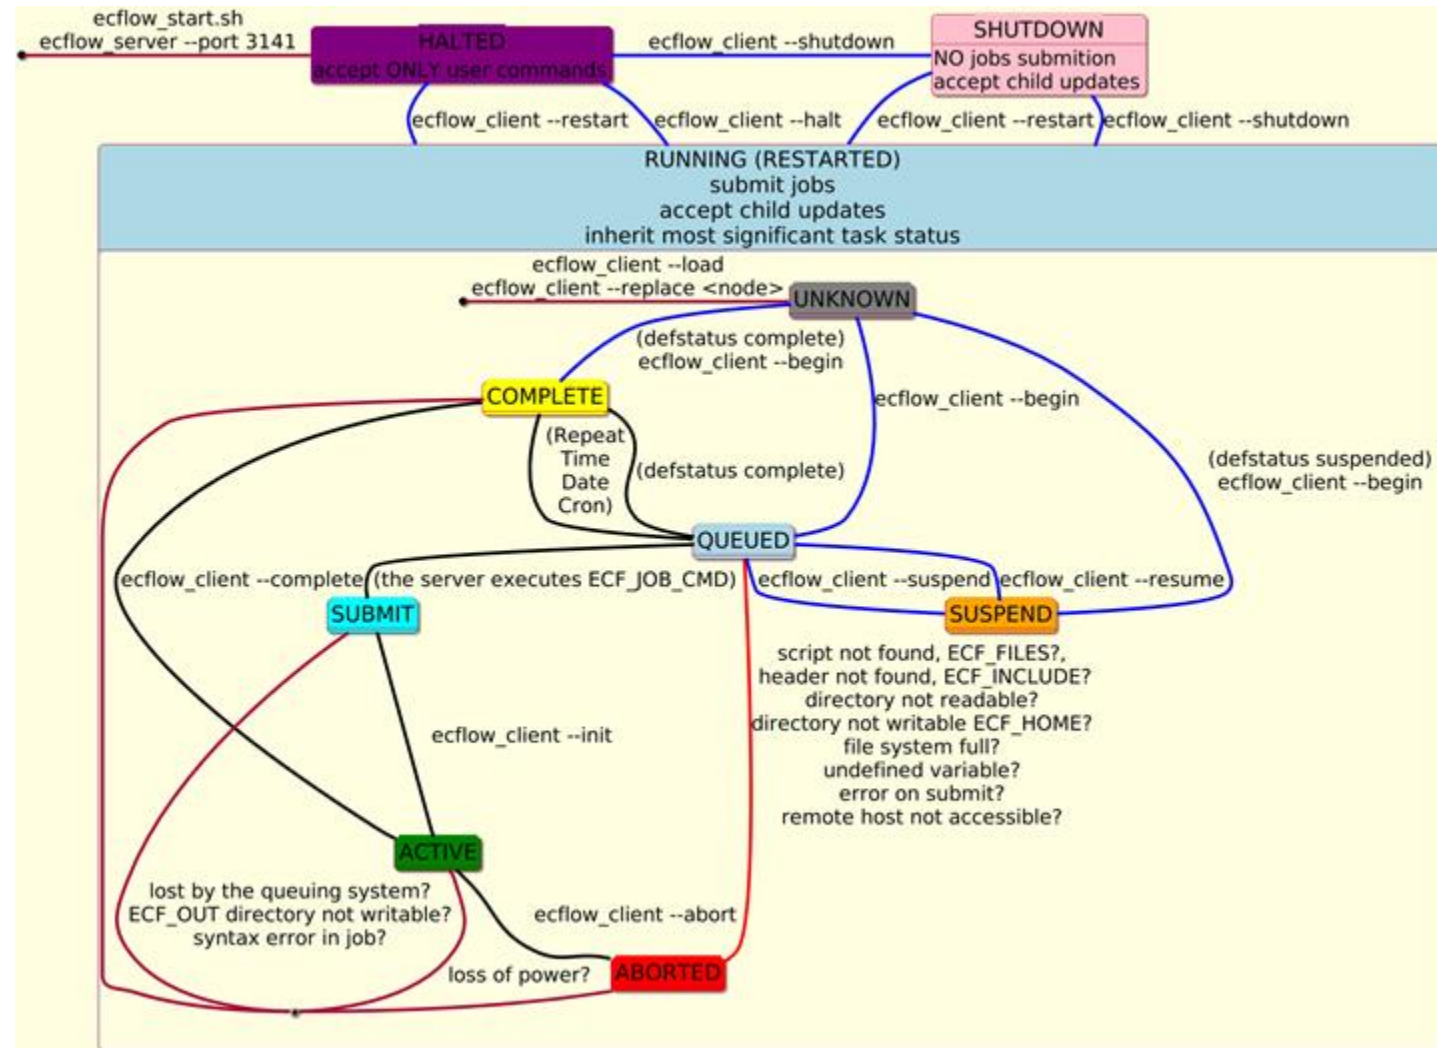 ecflow_start.sh
ecflow_server --port 3141
HALTED
accept ONLY user commands
ecflow_client --shutdown
SHUTDOWN
NO jobs submition
accept child updates
ecflow_client --restart
ecflow_client --halt
ecflow_client --restart
ecflow_client --shutdown
RUNNING (RESTARTED)
submit jobs
accept child updates
inherit most significant task status
ecflow_client --load
ecflow_client --replace <node>
UNKNOWN
(defstatus complete)
ecflow_client --begin
COMPLETE
ecflow_client --begin
(Repeat
Time
Date
Cron)
(defstatus complete)
(defstatus suspended)
ecflow_client --begin
QUEUED
ecflow_client --complete
(the server executes ECF_JOB_CMD)
ecflow_client --suspend
ecflow_client --resume
SUBMIT
SUSPEND
script not found, ECF_FILES?,
header not found, ECF_INCLUDE?
directory not readable?
directory not writable ECF_HOME?
file system full?
undefined variable?
error on submit?
remote host not accessible?
ecflow_client --init
ACTIVE
lost by the queuing system?
ECF_OUT directory not writable?
syntax error in job?
ecflow_client --abort
loss of power?
ABORTED